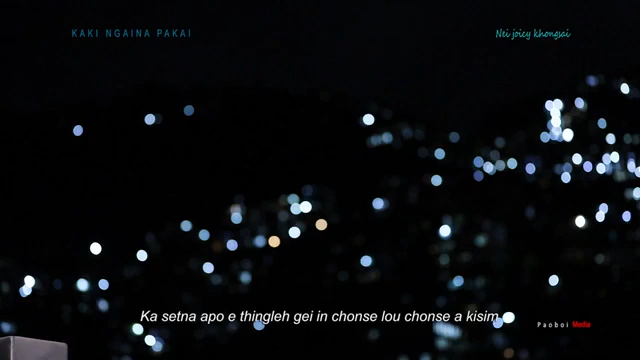 KAKI NGAINA PAKAI
Nei joicy khongsai
Ka setna apo e thingleh gei in chonse lou chonse a kisim
Paoboi Media